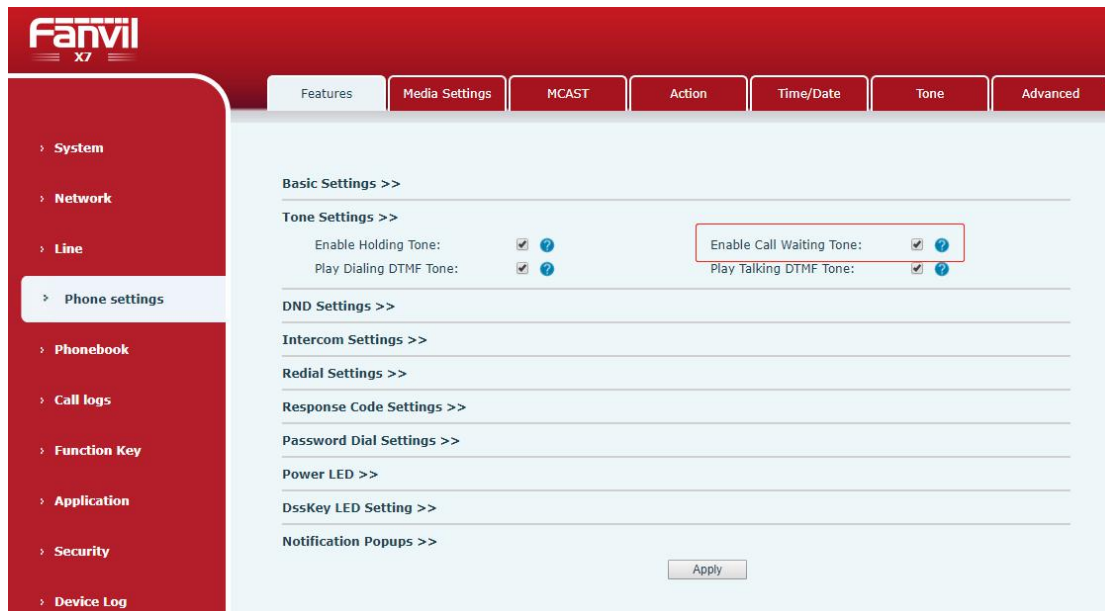 Fanvil
X7
Features Media Settings MCAST Action Time/Date Tone Advanced
› System
› Network
› Line
› Phone settings
› Phonebook
› Call logs
› Function Key
› Application
› Security
› Device Log
Basic Settings >>
Tone Settings >>
Enable Holding Tone: ? Enable Call Waiting Tone: ?
Play Dialing DTMF Tone: ? Play Talking DTMF Tone: ?
DND Settings >>
Intercom Settings >>
Redial Settings >>
Response Code Settings >>
Password Dial Settings >>
Power LED >>
DssKey LED Setting >>
Notification Popups >>
Apply